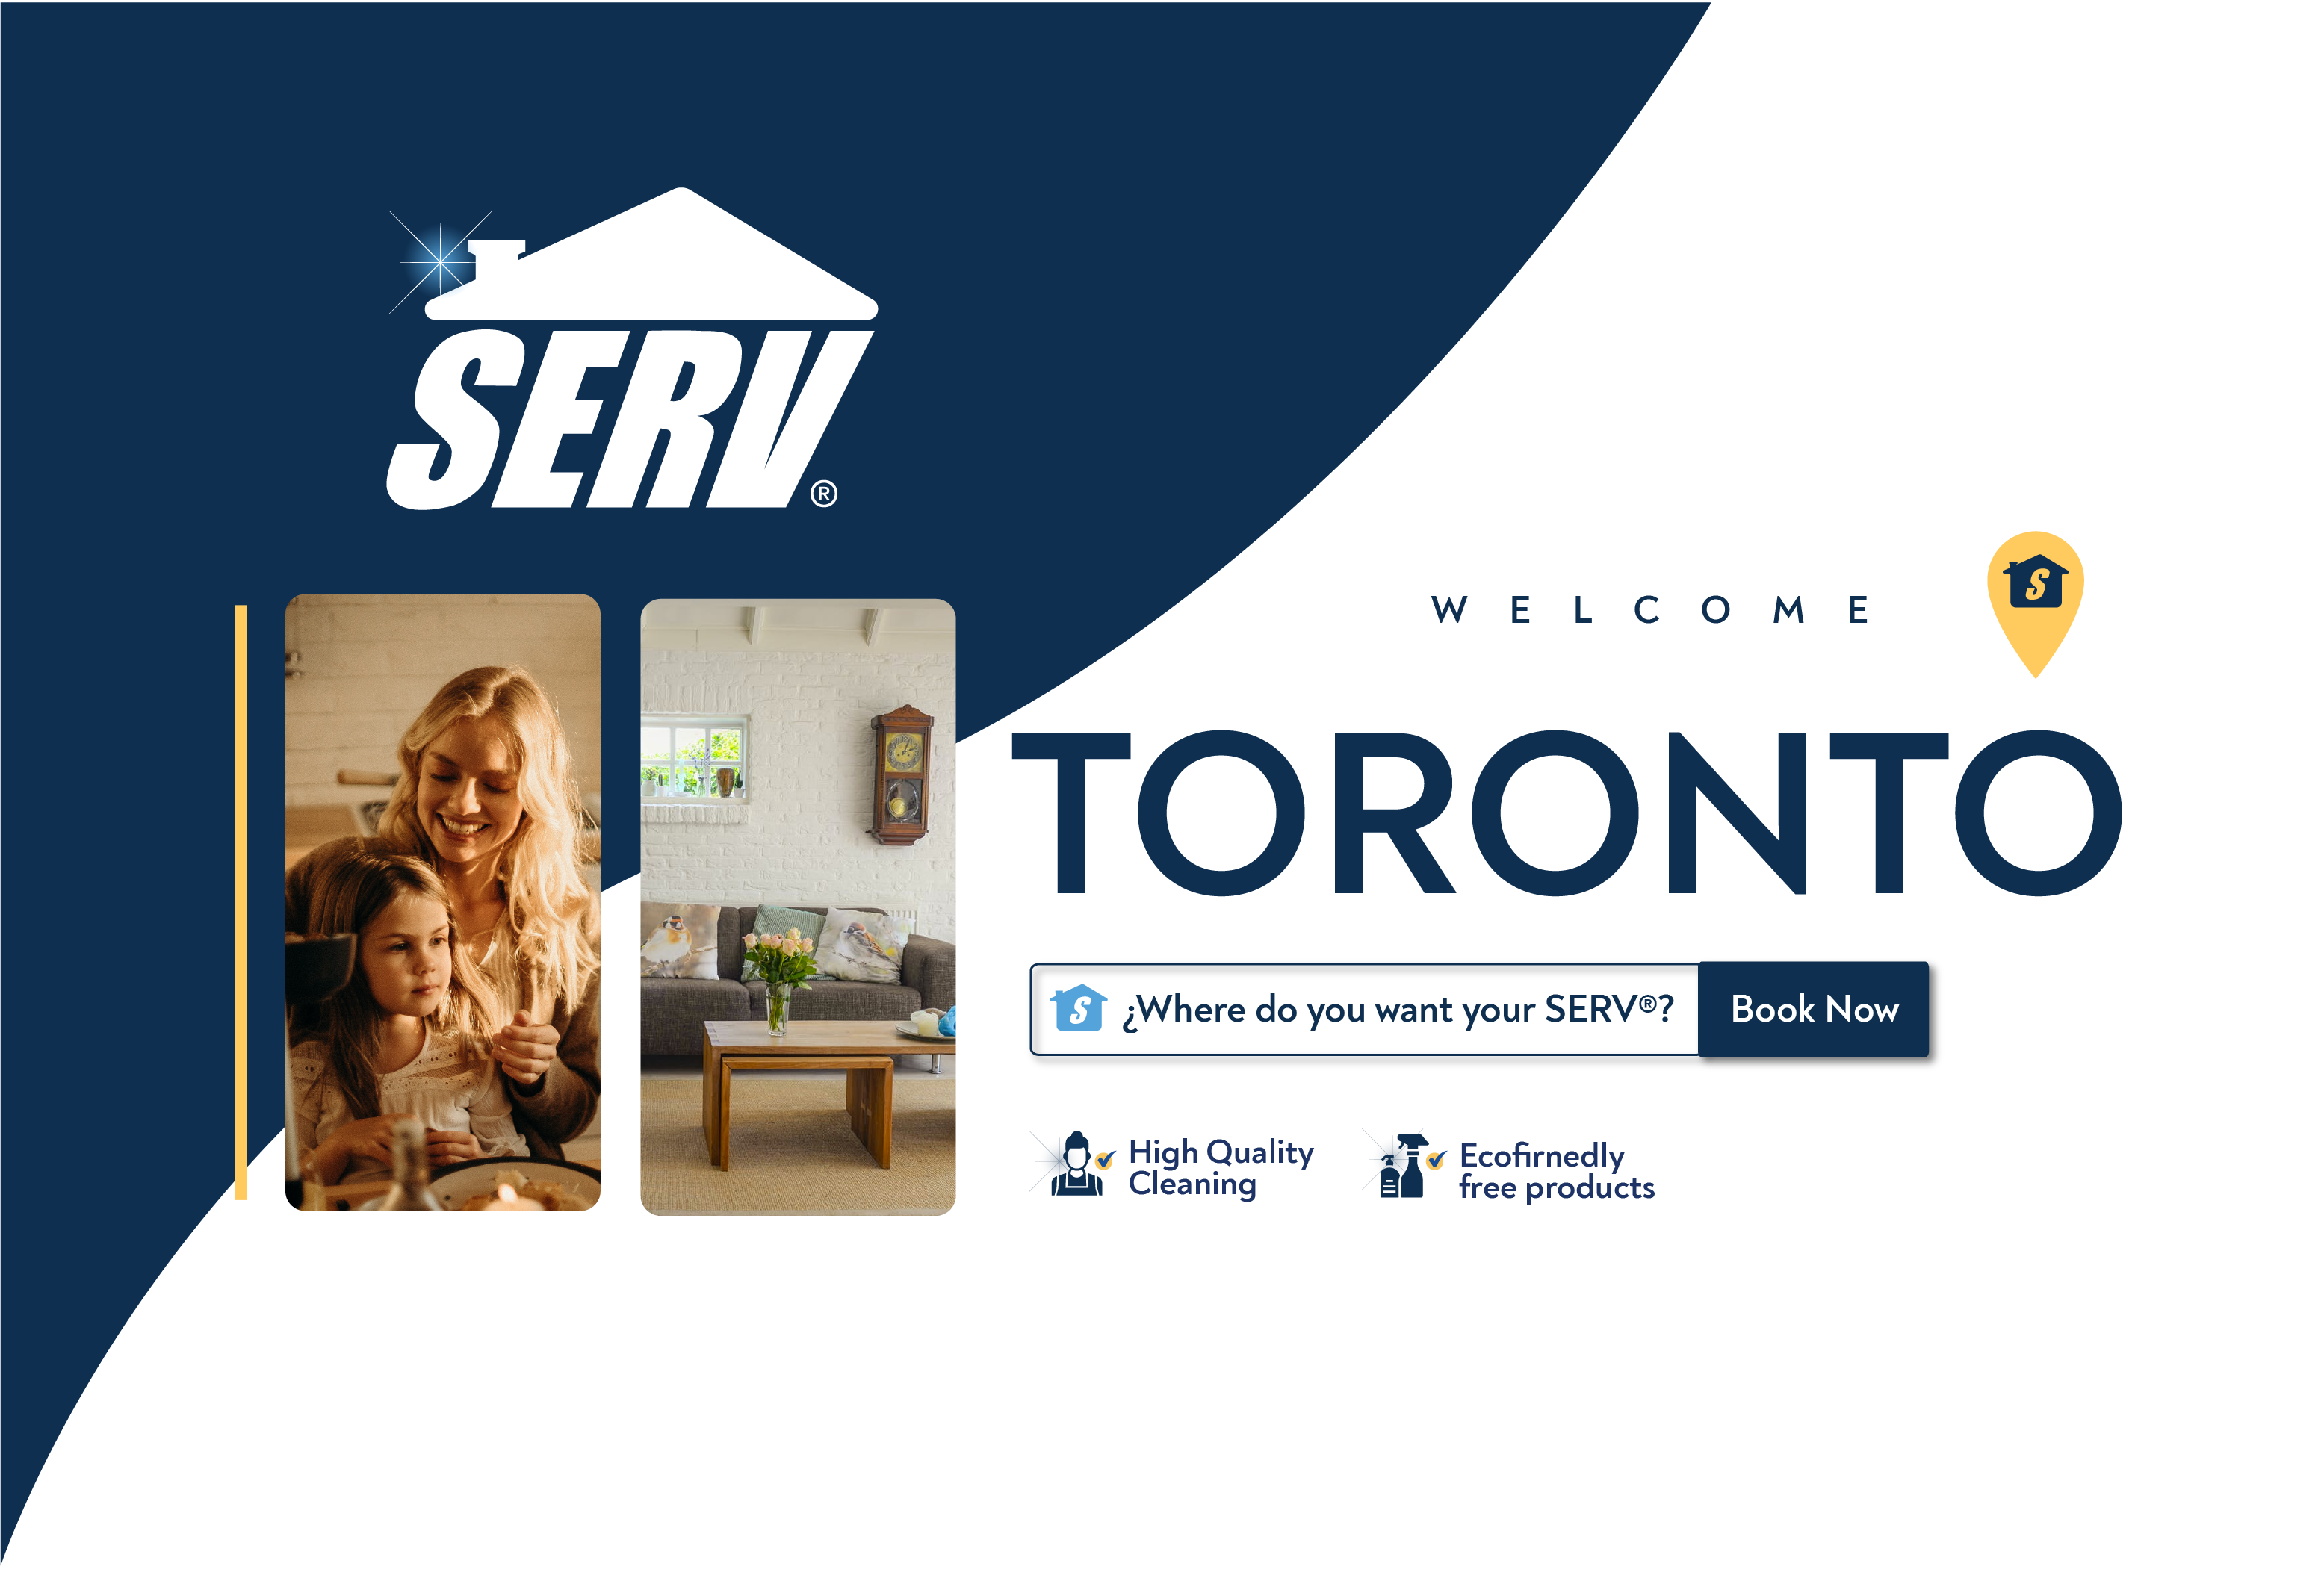 SERV®
WELCOME
S
TORONTO
S
¿Where do you want your SERV®?
Book Now
High Quality
Cleaning
Ecofirnedly
free products